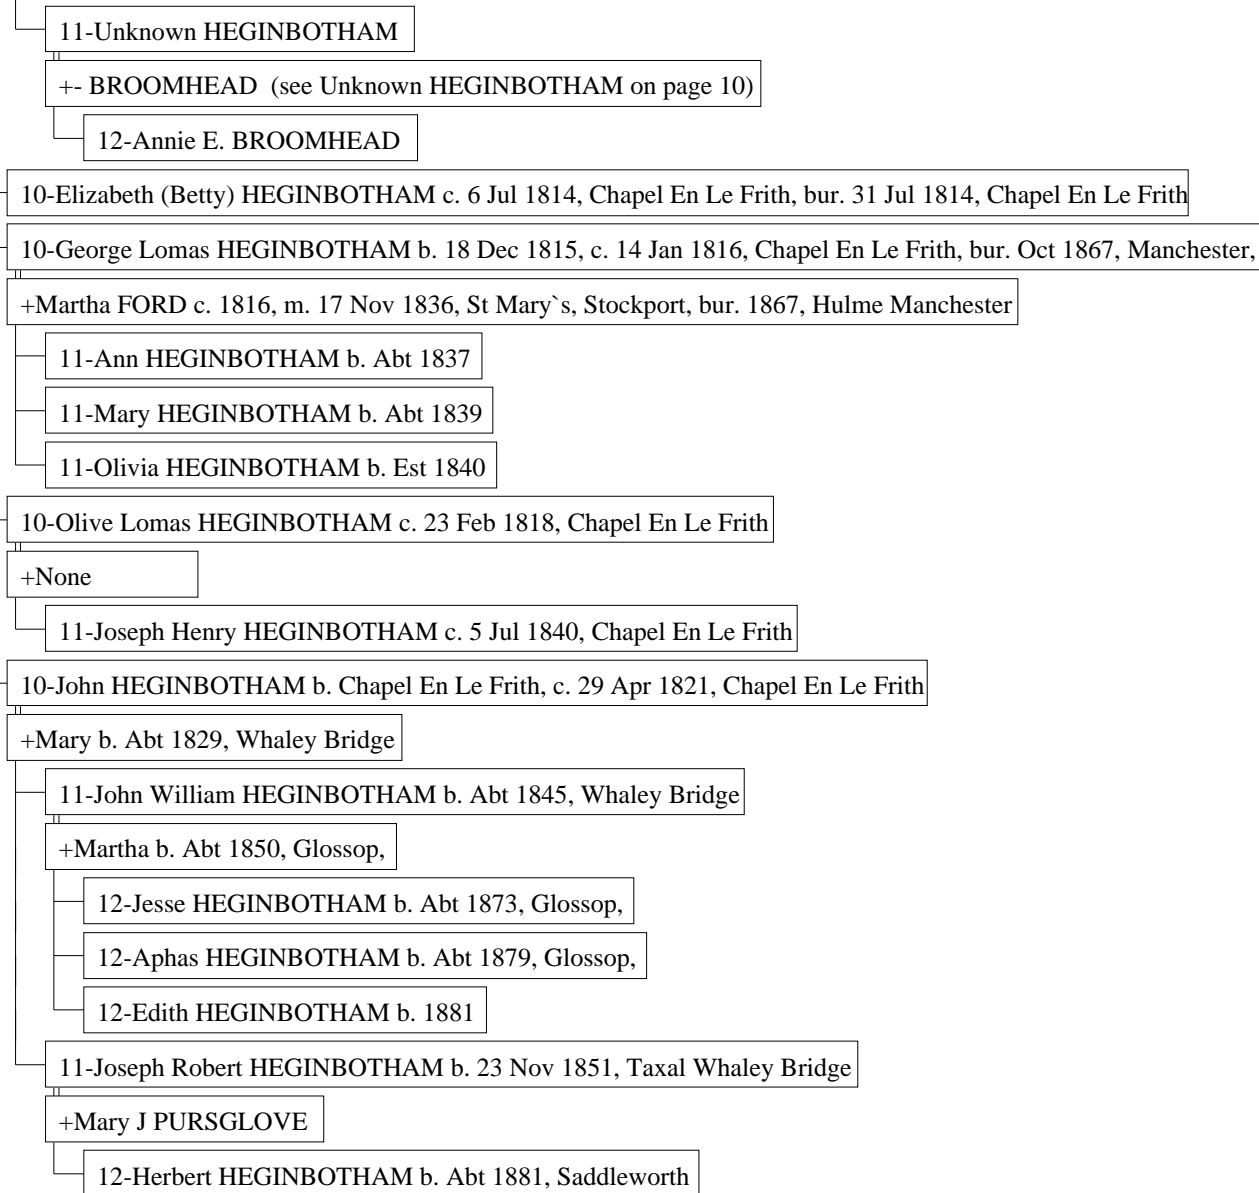 11-Unknown HEGINBOTHAM
+- BROOMHEAD (see Unknown HEGINBOTHAM on page 10)
12-Annie E. BROOMHEAD
10-Elizabeth (Betty) HEGINBOTHAM c. 6 Jul 1814, Chapel En Le Frith, bur. 31 Jul 1814, Chapel En Le Frith
10-George Lomas HEGINBOTHAM b. 18 Dec 1815, c. 14 Jan 1816, Chapel En Le Frith, bur. Oct 1867, Manchester,
+Martha FORD c. 1816, m. 17 Nov 1836, St Mary`s, Stockport, bur. 1867, Hulme Manchester
11-Ann HEGINBOTHAM b. Abt 1837
11-Mary HEGINBOTHAM b. Abt 1839
11-Olivia HEGINBOTHAM b. Est 1840
10-Olive Lomas HEGINBOTHAM c. 23 Feb 1818, Chapel En Le Frith
+None
11-Joseph Henry HEGINBOTHAM c. 5 Jul 1840, Chapel En Le Frith
10-John HEGINBOTHAM b. Chapel En Le Frith, c. 29 Apr 1821, Chapel En Le Frith
+Mary b. Abt 1829, Whaley Bridge
11-John William HEGINBOTHAM b. Abt 1845, Whaley Bridge
+Martha b. Abt 1850, Glossop,
12-Jesse HEGINBOTHAM b. Abt 1873, Glossop,
12-Aphas HEGINBOTHAM b. Abt 1879, Glossop,
12-Edith HEGINBOTHAM b. 1881
11-Joseph Robert HEGINBOTHAM b. 23 Nov 1851, Taxal Whaley Bridge
+Mary J PURSGLOVE
12-Herbert HEGINBOTHAM b. Abt 1881, Saddleworth